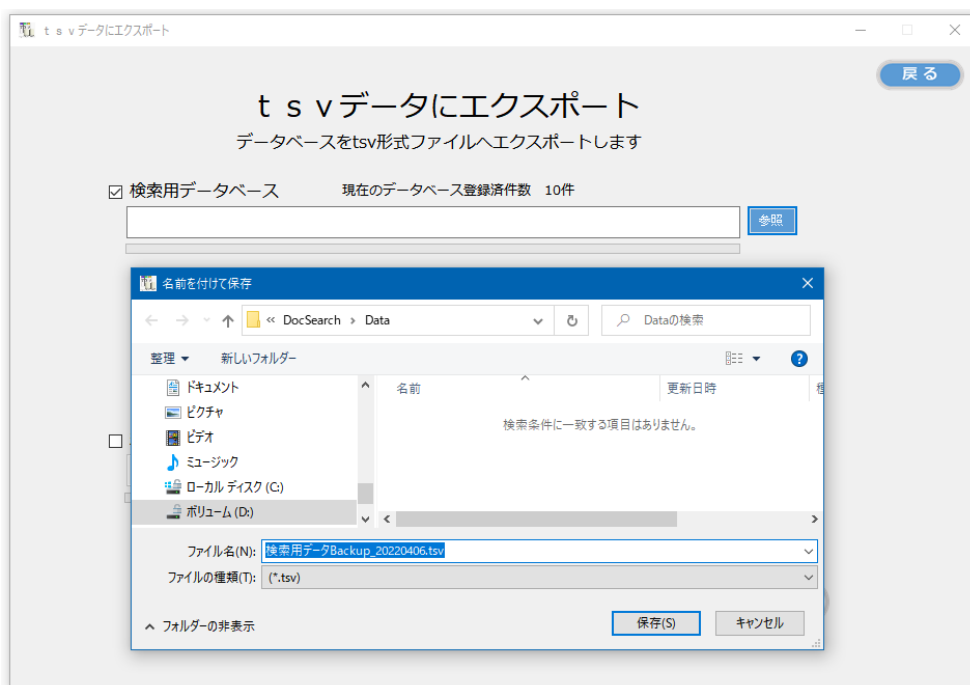 ｔｓｖデータにエクスポート
戻る
ｔｓｖデータにエクスポート
データベースをtsv形式ファイルへエクスポートします
検索用データベース 現在のデータベース登録済件数 10件
参照
名前を付けて保存
« DocSearch › Data
Dataの検索
整理 新しいフォルダー
名前 更新日時
検索条件に一致する項目はありません。
ドキュメント
ピクチャ
ビデオ
ミュージック
ローカル ディスク (C:)
ボリューム (D:)
ファイル名(N): 検索用データBackup_20220406.tsv
ファイルの種類(T): (*.tsv)
フォルダーの非表示
保存(S) キャンセル